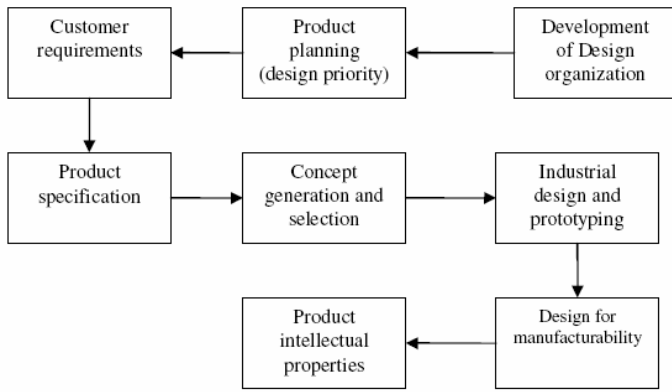 Customer
requirements
Product
planning
(design priority)
Development
of Design
organization
Product
specification
Concept
generation and
selection
Industrial
design and
prototyping
Product
intellectual
properties
Design for
manufacturability